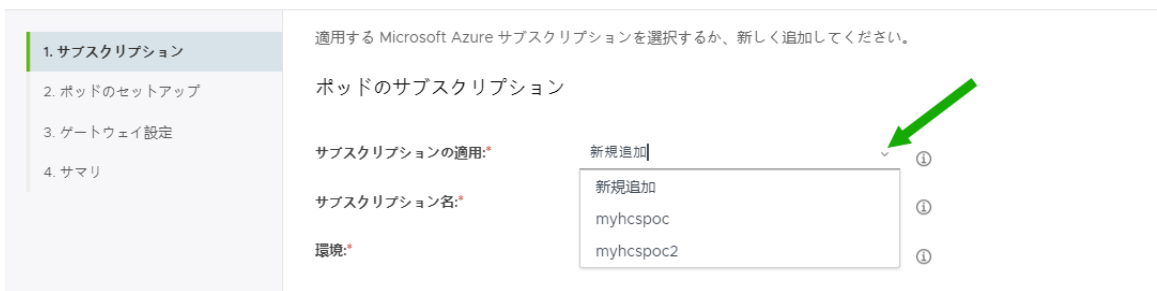 適用する Microsoft Azure サブスクリプションを選択するか、新しく追加してください。
1. サブスクリプション
2. ポッドのセットアップ
3. ゲートウェイ設定
4. サマリ
ポッドのサブスクリプション
サブスクリプションの適用:* 新規追加
新規追加
サブスクリプション名:*
myhcspoc
環境:*
myhcspoc2